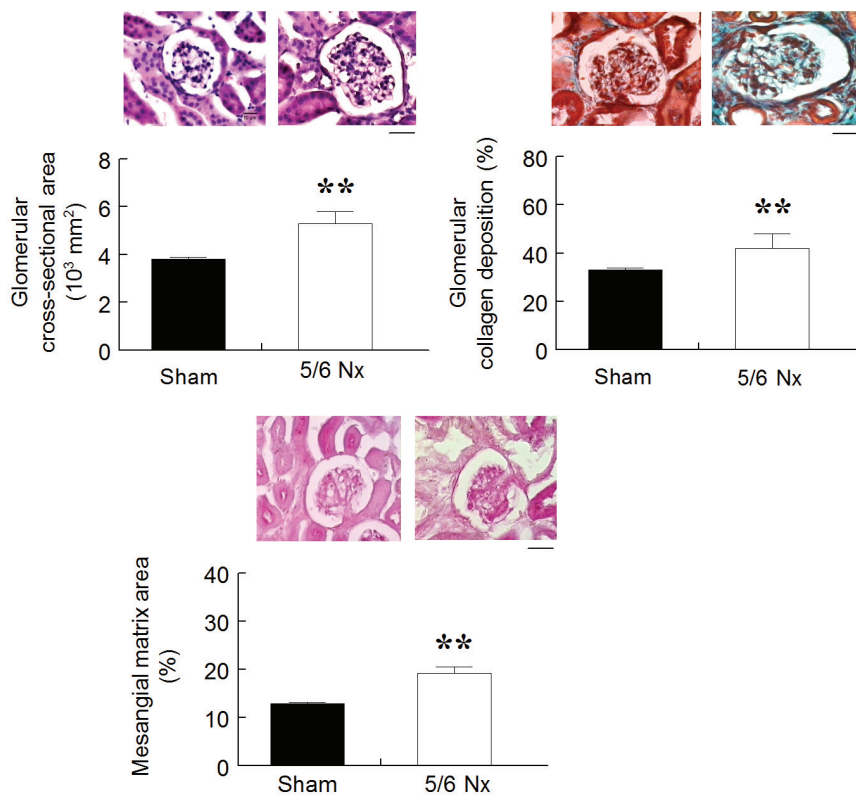 Glomerular
cross-sectional area
(10³ mm²)
8
6
4
2
0
**
Sham
5/6 Nx
Glomerular
collagen deposition (%)
80
60
40
20
0
**
Sham
5/6 Nx
Mesangial matrix area
(%)
40
30
20
10
0
**
Sham
5/6 Nx